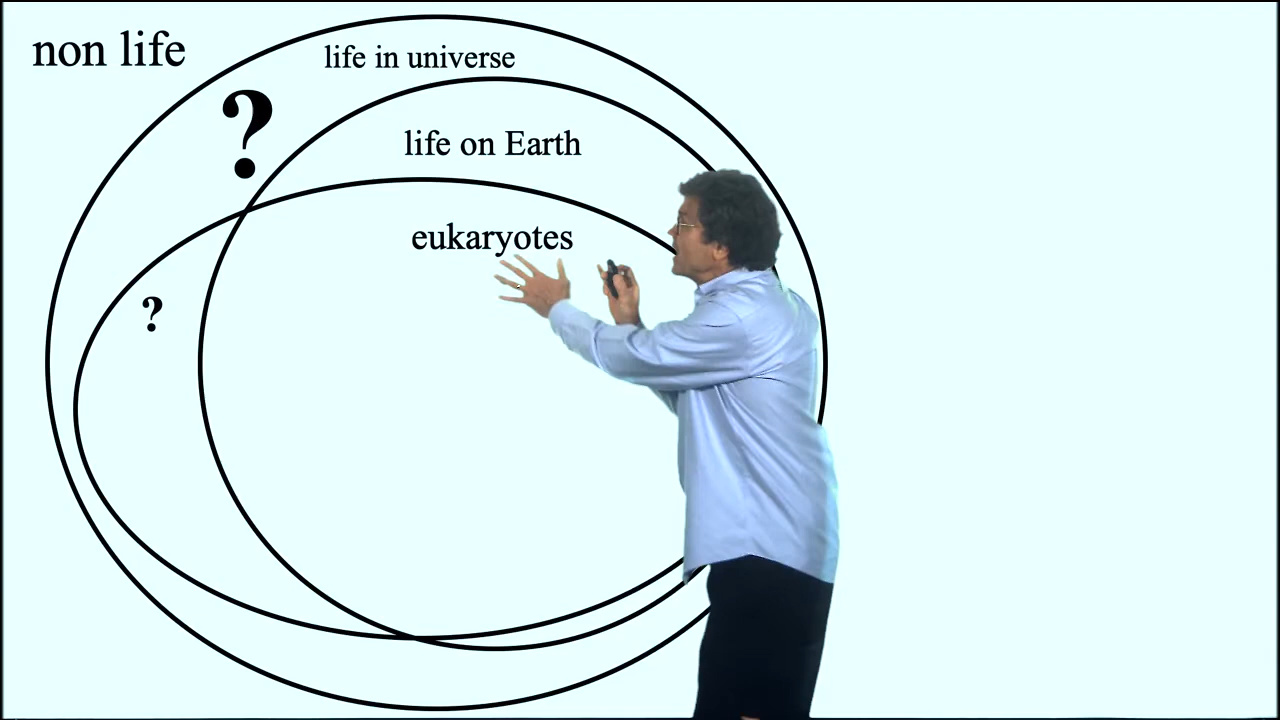 non life
life in universe
?
life on Earth
eukaryotes
?